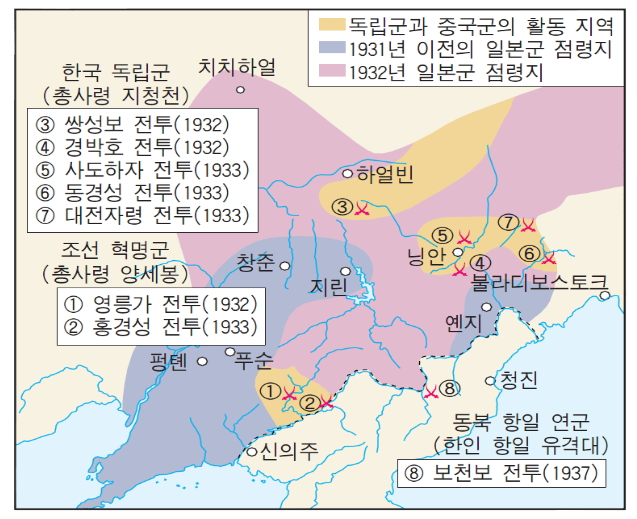 독립군과 중국군의 활동 지역
1931년 이전의 일본군 점령지
1932년 일본군 점령지
한국 독립군
(총사령 지청천)
③ 쌍성보 전투(1932)
④ 경박호 전투(1932)
⑤ 사도하자 전투(1933)
⑥ 동경성 전투(1933)
⑦ 대전자령 전투(1933)
조선 혁명군
(총사령 양세봉)
① 영릉가 전투(1932)
② 홍경성 전투(1933)
치치하얼
하얼빈
③
⑦
⑤
닝안
④
⑥
블라디보스토크
창춘
지린
옌지
펑톈
푸순
①
②
⑧
청진
신의주
동북 항일 연군
(한인 항일 유격대)
⑧ 보천보 전투(1937)